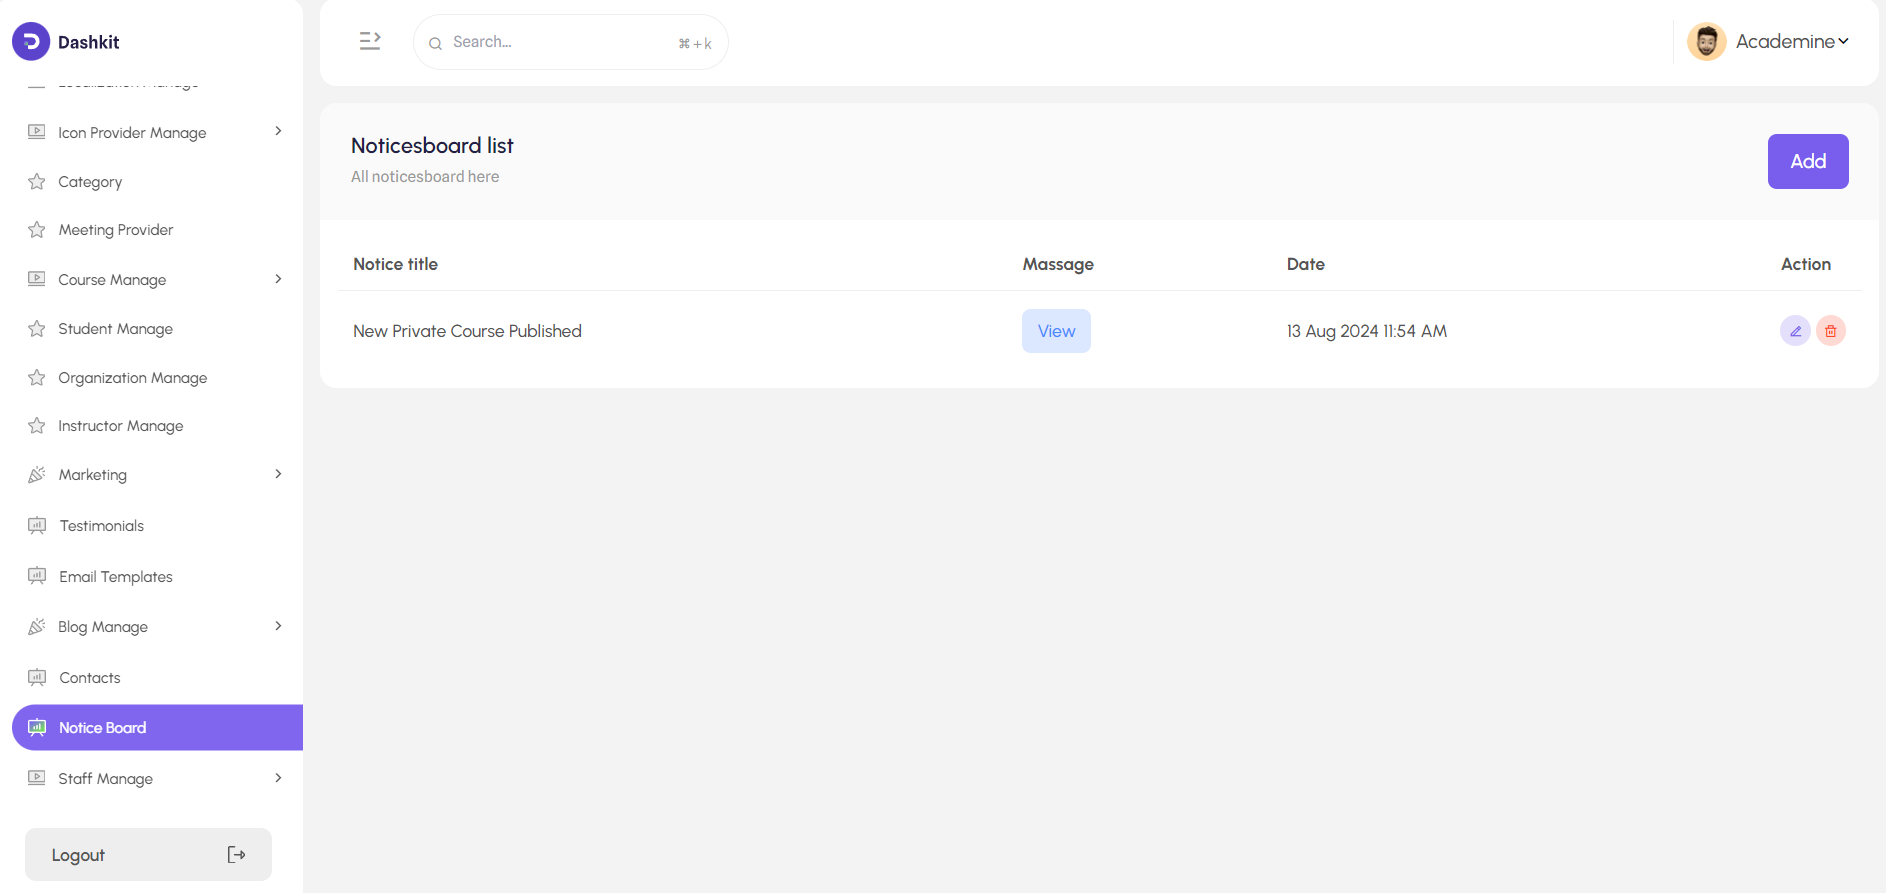 Dashkit
Localization Manage
Icon Provider Manage
Category
Meeting Provider
Course Manage
Student Manage
Organization Manage
Instructor Manage
Marketing
Testimonials
Email Templates
Blog Manage
Contacts
Notice Board
Staff Manage
Logout
Search...
⌘ + k
Academine
Noticesboard list
All noticesboard here
Add
Notice title Massage Date Action
New Private Course Published View 13 Aug 2024 11:54 AM